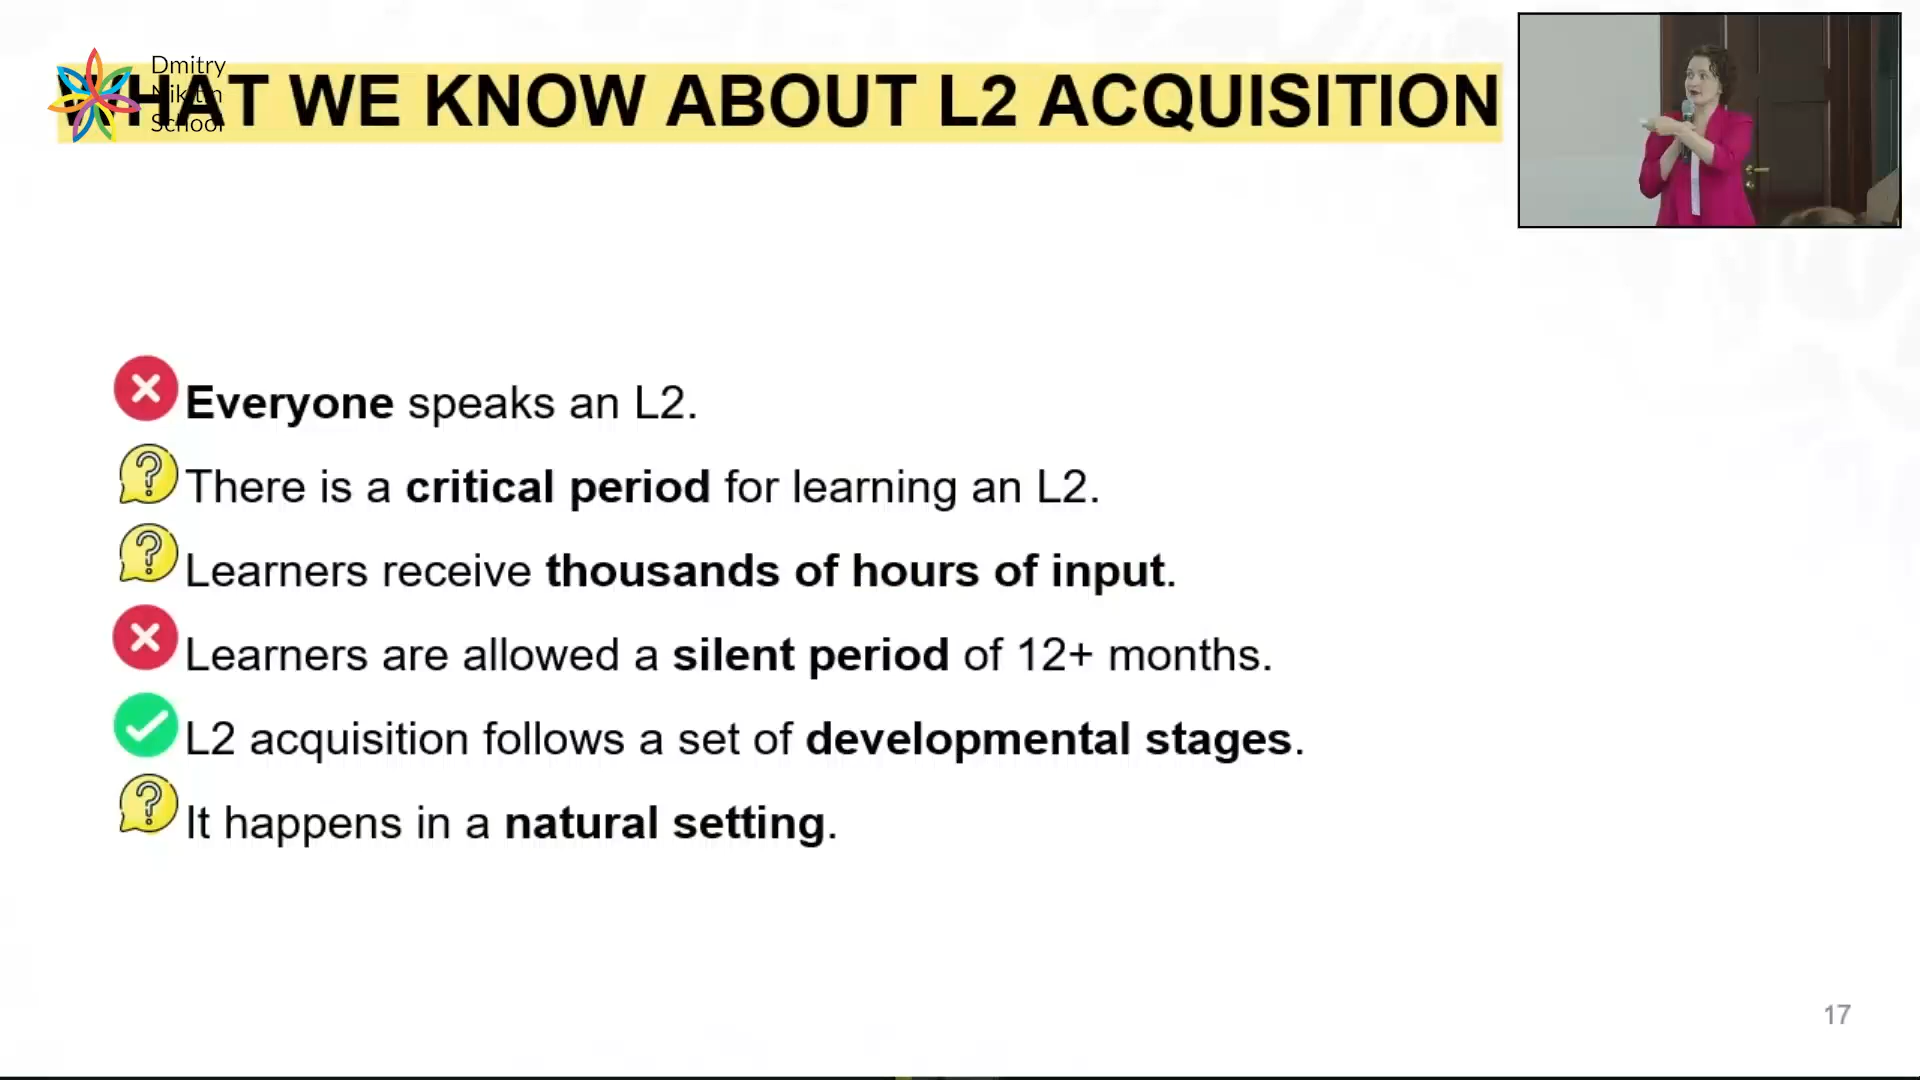 Dmitry
Nikitin
School
WHAT WE KNOW ABOUT L2 ACQUISITION
Everyone speaks an L2.
There is a critical period for learning an L2.
Learners receive thousands of hours of input.
Learners are allowed a silent period of 12+ months.
L2 acquisition follows a set of developmental stages.
It happens in a natural setting.
17